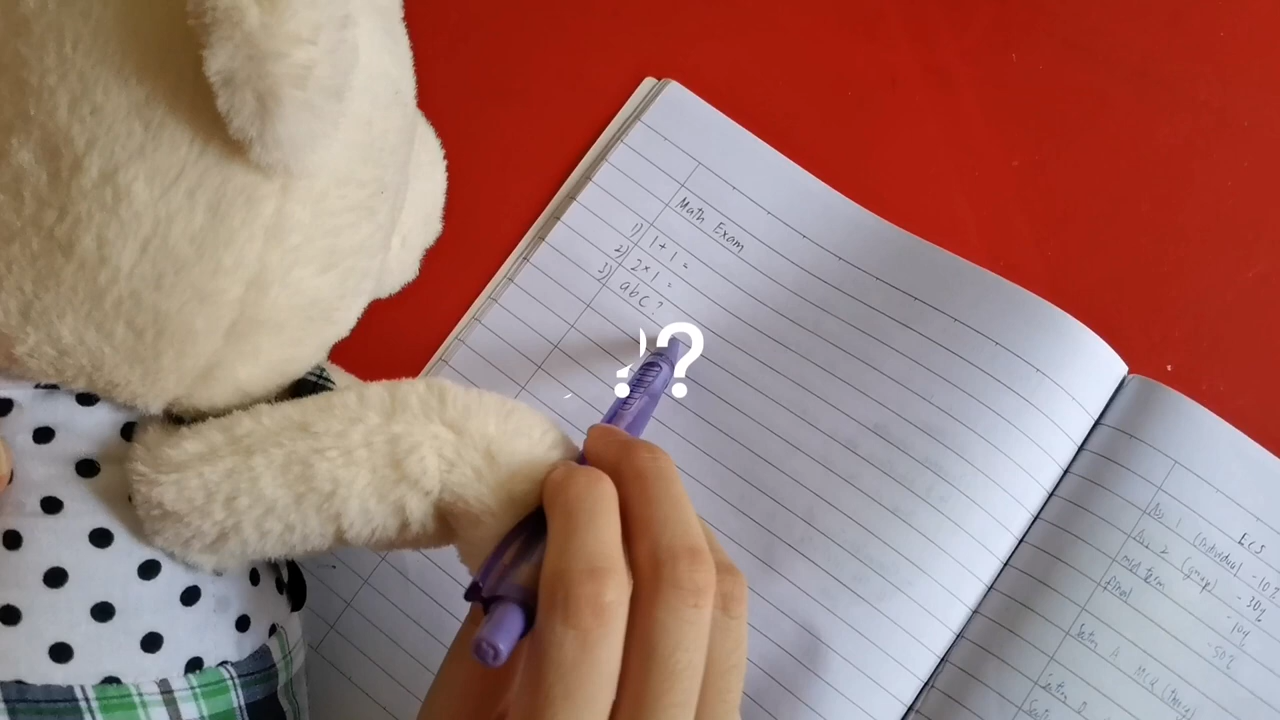 Math Exam
1) 1 + 1 =
2) 2 × 1 =
3) abc?
??
ECS
Ass 1 (individual) -10%
Ass 2 (group) -30%
mid term -10%
final -50%
Section A MCQ
Section